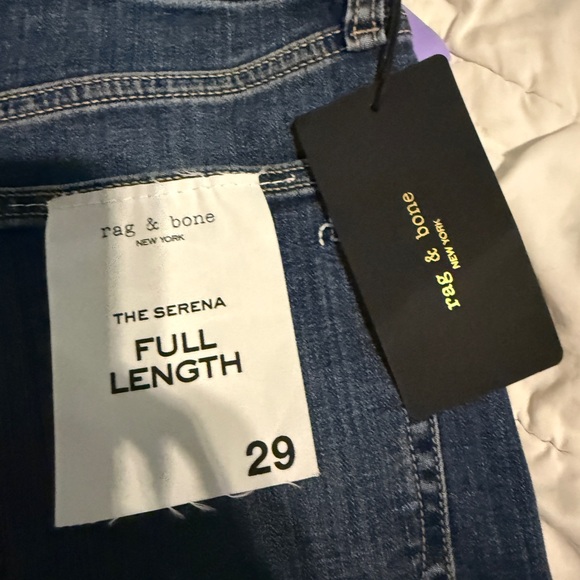 rag & bone
NEW YORK
THE SERENA
FULL
LENGTH
29
rag & bone
NEW YORK